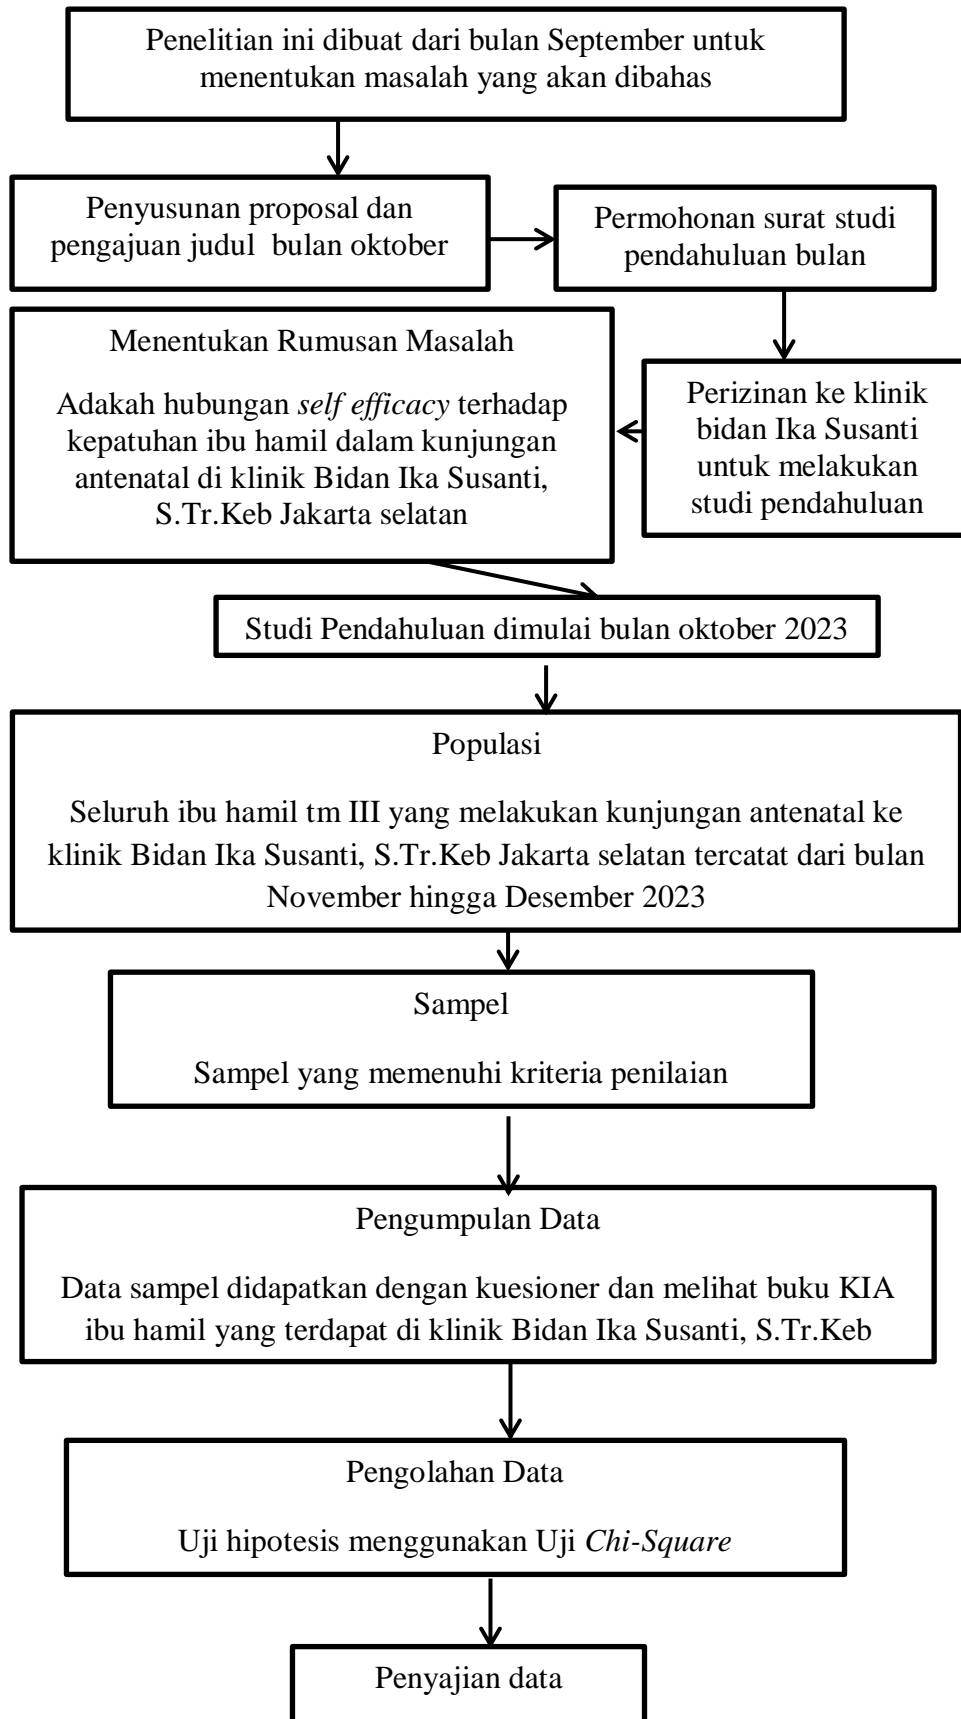 Penelitian ini dibuat dari bulan September untuk
menentukan masalah yang akan dibahas
Penyusunan proposal dan
pengajuan judul bulan oktober
Permohonan surat studi
pendahuluan bulan
Perizinan ke klinik
bidan Ika Susanti
untuk melakukan
studi pendahuluan
Menentukan Rumusan Masalah
Adakah hubungan self efficacy terhadap
kepatuhan ibu hamil dalam kunjungan
antenatal di klinik Bidan Ika Susanti,
S.Tr.Keb Jakarta selatan
Studi Pendahuluan dimulai bulan oktober 2023
Populasi
Seluruh ibu hamil tm III yang melakukan kunjungan antenatal ke
klinik Bidan Ika Susanti, S.Tr.Keb Jakarta selatan tercatat dari bulan
November hingga Desember 2023
Sampel
Sampel yang memenuhi kriteria penilaian
Pengumpulan Data
Data sampel didapatkan dengan kuesioner dan melihat buku KIA
ibu hamil yang terdapat di klinik Bidan Ika Susanti, S.Tr.Keb
Pengolahan Data
Uji hipotesis menggunakan Uji Chi-Square
Penyajian data